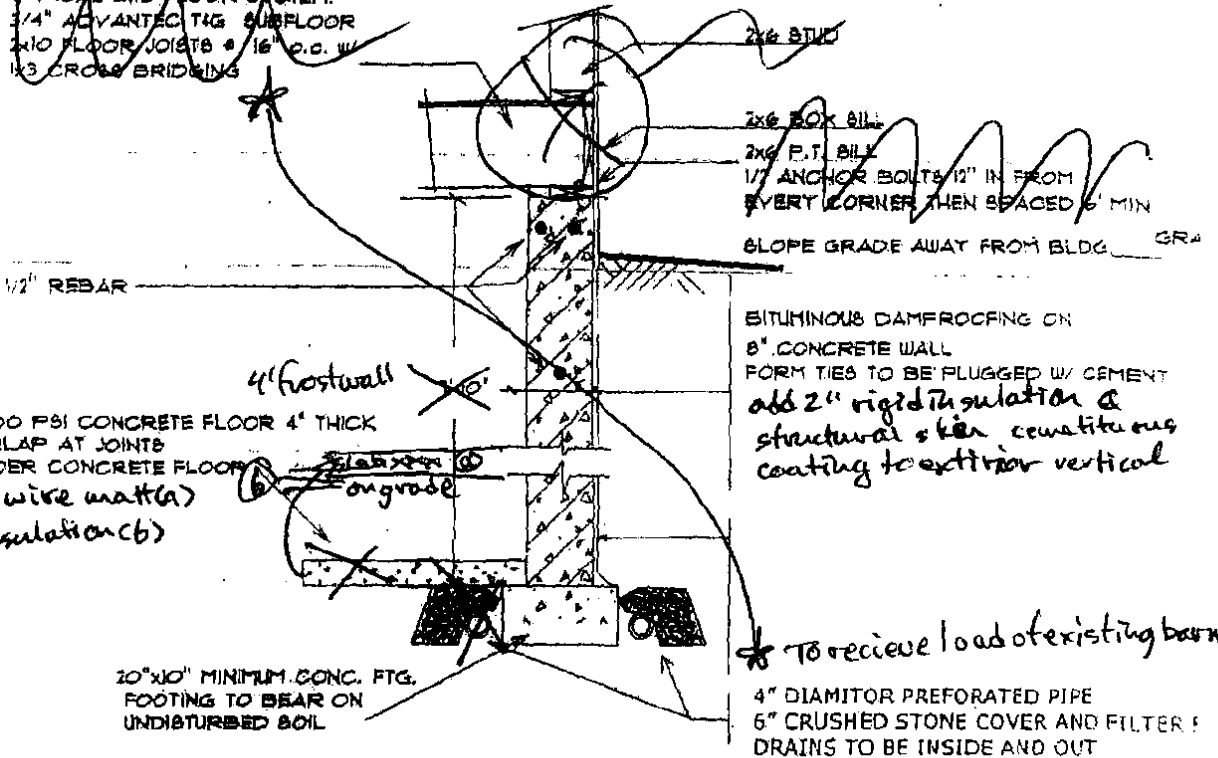 3/4" ADVANTEC T&G SUBFLOOR
2x10 FLOOR JOISTS @ 16" o.c. W/
1x3 CROSS BRIDGING
2x6 STUD
2x6 BOX SILL
2x6 P.T. SILL
1/2 ANCHOR BOLTS 12" IN FROM
EVERY CORNER THEN SPACED 6' MIN
SLOPE GRADE AWAY FROM BLDG GRA
1/2" REBAR
BITUMINOUS DAMPROOFING ON
8" CONCRETE WALL
FORM TIES TO BE PLUGGED W/ CEMENT
add 2" rigid insulation &
structural skin
coating to exterior vertical
4' frostwall
00 PSI CONCRETE FLOOR 4" THICK
RLAP AT JOINTS
DER CONCRETE FLOOR
wire matt(a)
sulation(b)
on grade
To recieve load of existing barn
20"x10" MINIMUM CONC. FTG.
FOOTING TO BEAR ON
UNDISTURBED SOIL
4" DIAMITOR PREFORATED PIPE
6" CRUSHED STONE COVER AND FILTER
DRAINS TO BE INSIDE AND OUT